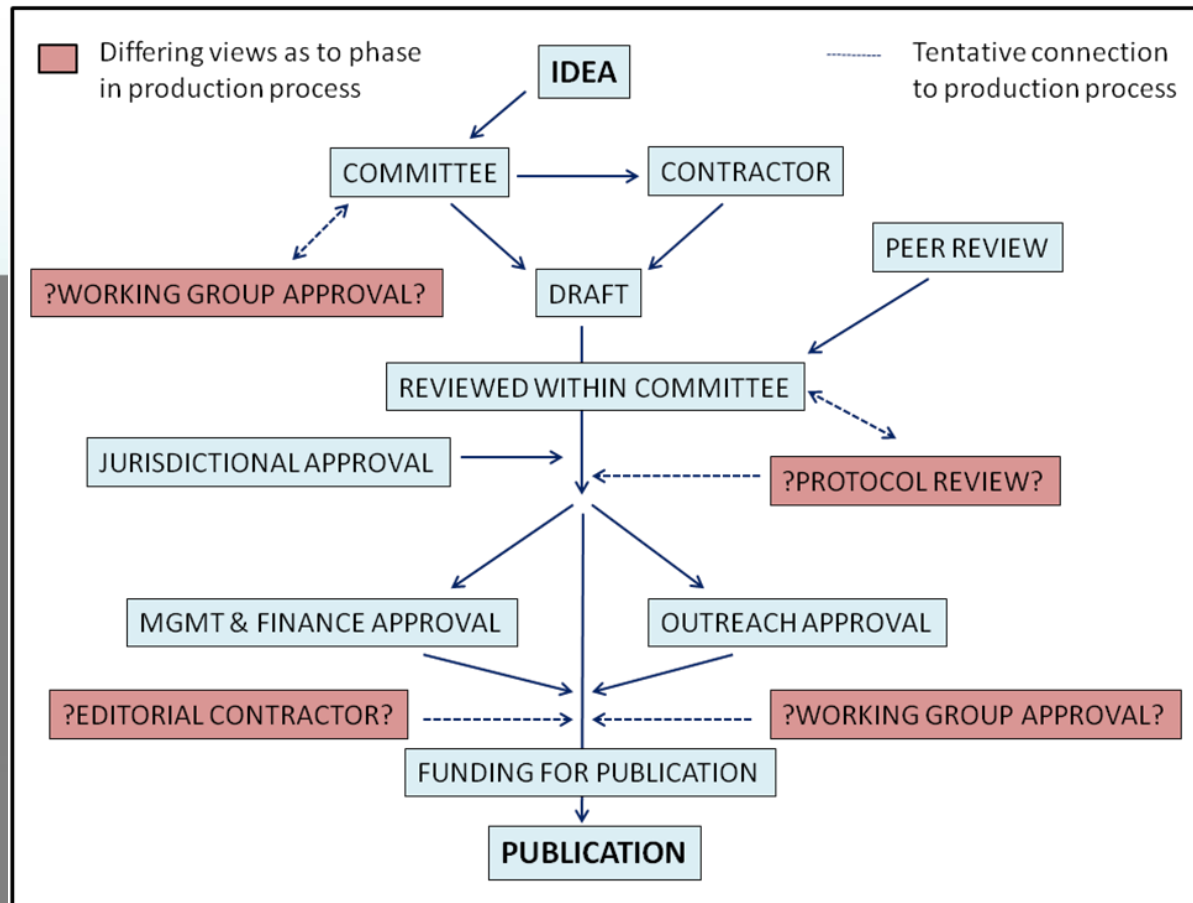 Differing views as to phase
in production process
Tentative connection
to production process
IDEA
COMMITTEE
CONTRACTOR
PEER REVIEW
?WORKING GROUP APPROVAL?
DRAFT
REVIEWED WITHIN COMMITTEE
JURISDICTIONAL APPROVAL
?PROTOCOL REVIEW?
MGMT & FINANCE APPROVAL
OUTREACH APPROVAL
?EDITORIAL CONTRACTOR?
?WORKING GROUP APPROVAL?
FUNDING FOR PUBLICATION
PUBLICATION